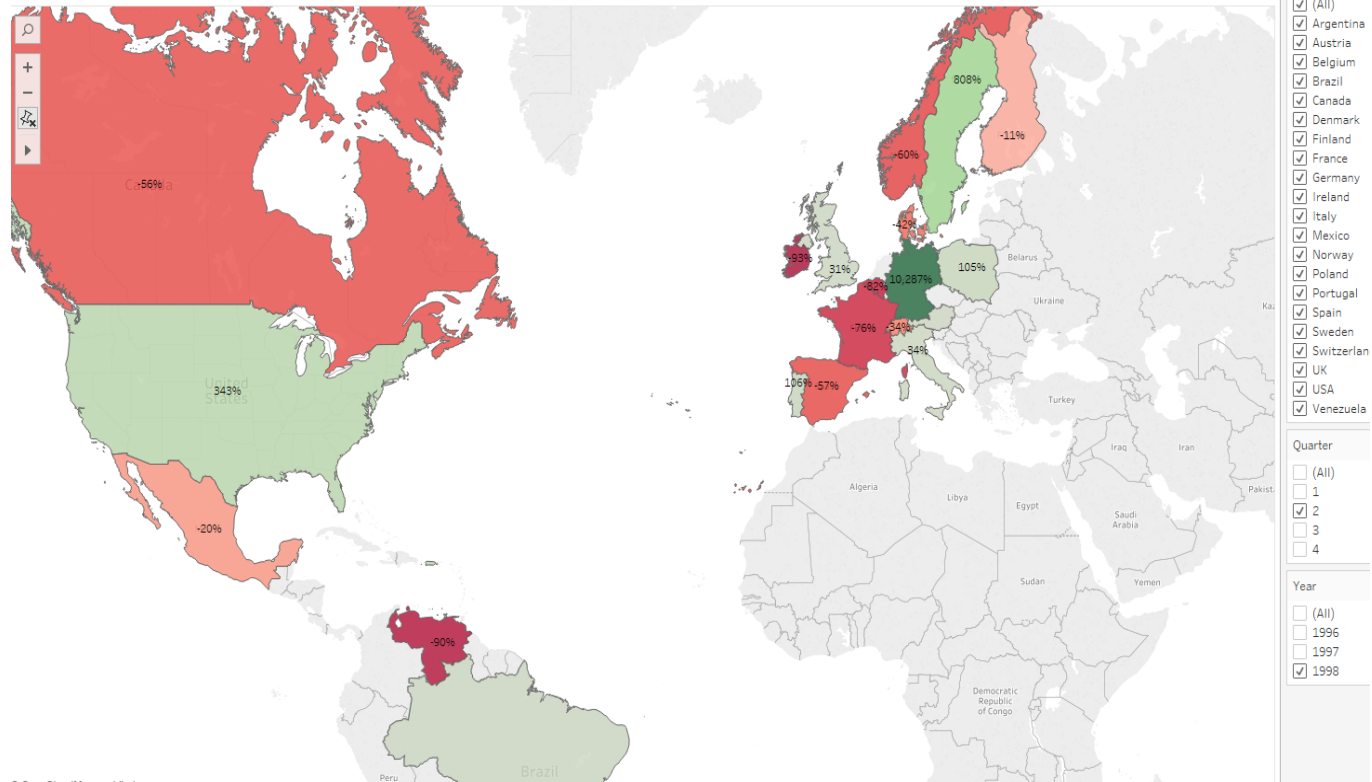 Canada
-56%
United
States
343%
-20%
-90%
Brazil
Peru
808%
-11%
-60%
-42%
-93%
31%
10,287%
105%
-82%
-76%
-34%
34%
106%
-57%
Belarus
Ukraine
Turkey
Iraq
Iran
Algeria
Libya
Egypt
Saudi
Arabia
Sudan
Yemen
Democratic
Republic
of Congo
(All)
Argentina
Austria
Belgium
Brazil
Canada
Denmark
Finland
France
Germany
Ireland
Italy
Mexico
Norway
Poland
Portugal
Spain
Sweden
Switzerlan
UK
USA
Venezuela
Quarter
(All)
1
2
3
4
Year
(All)
1996
1997
1998